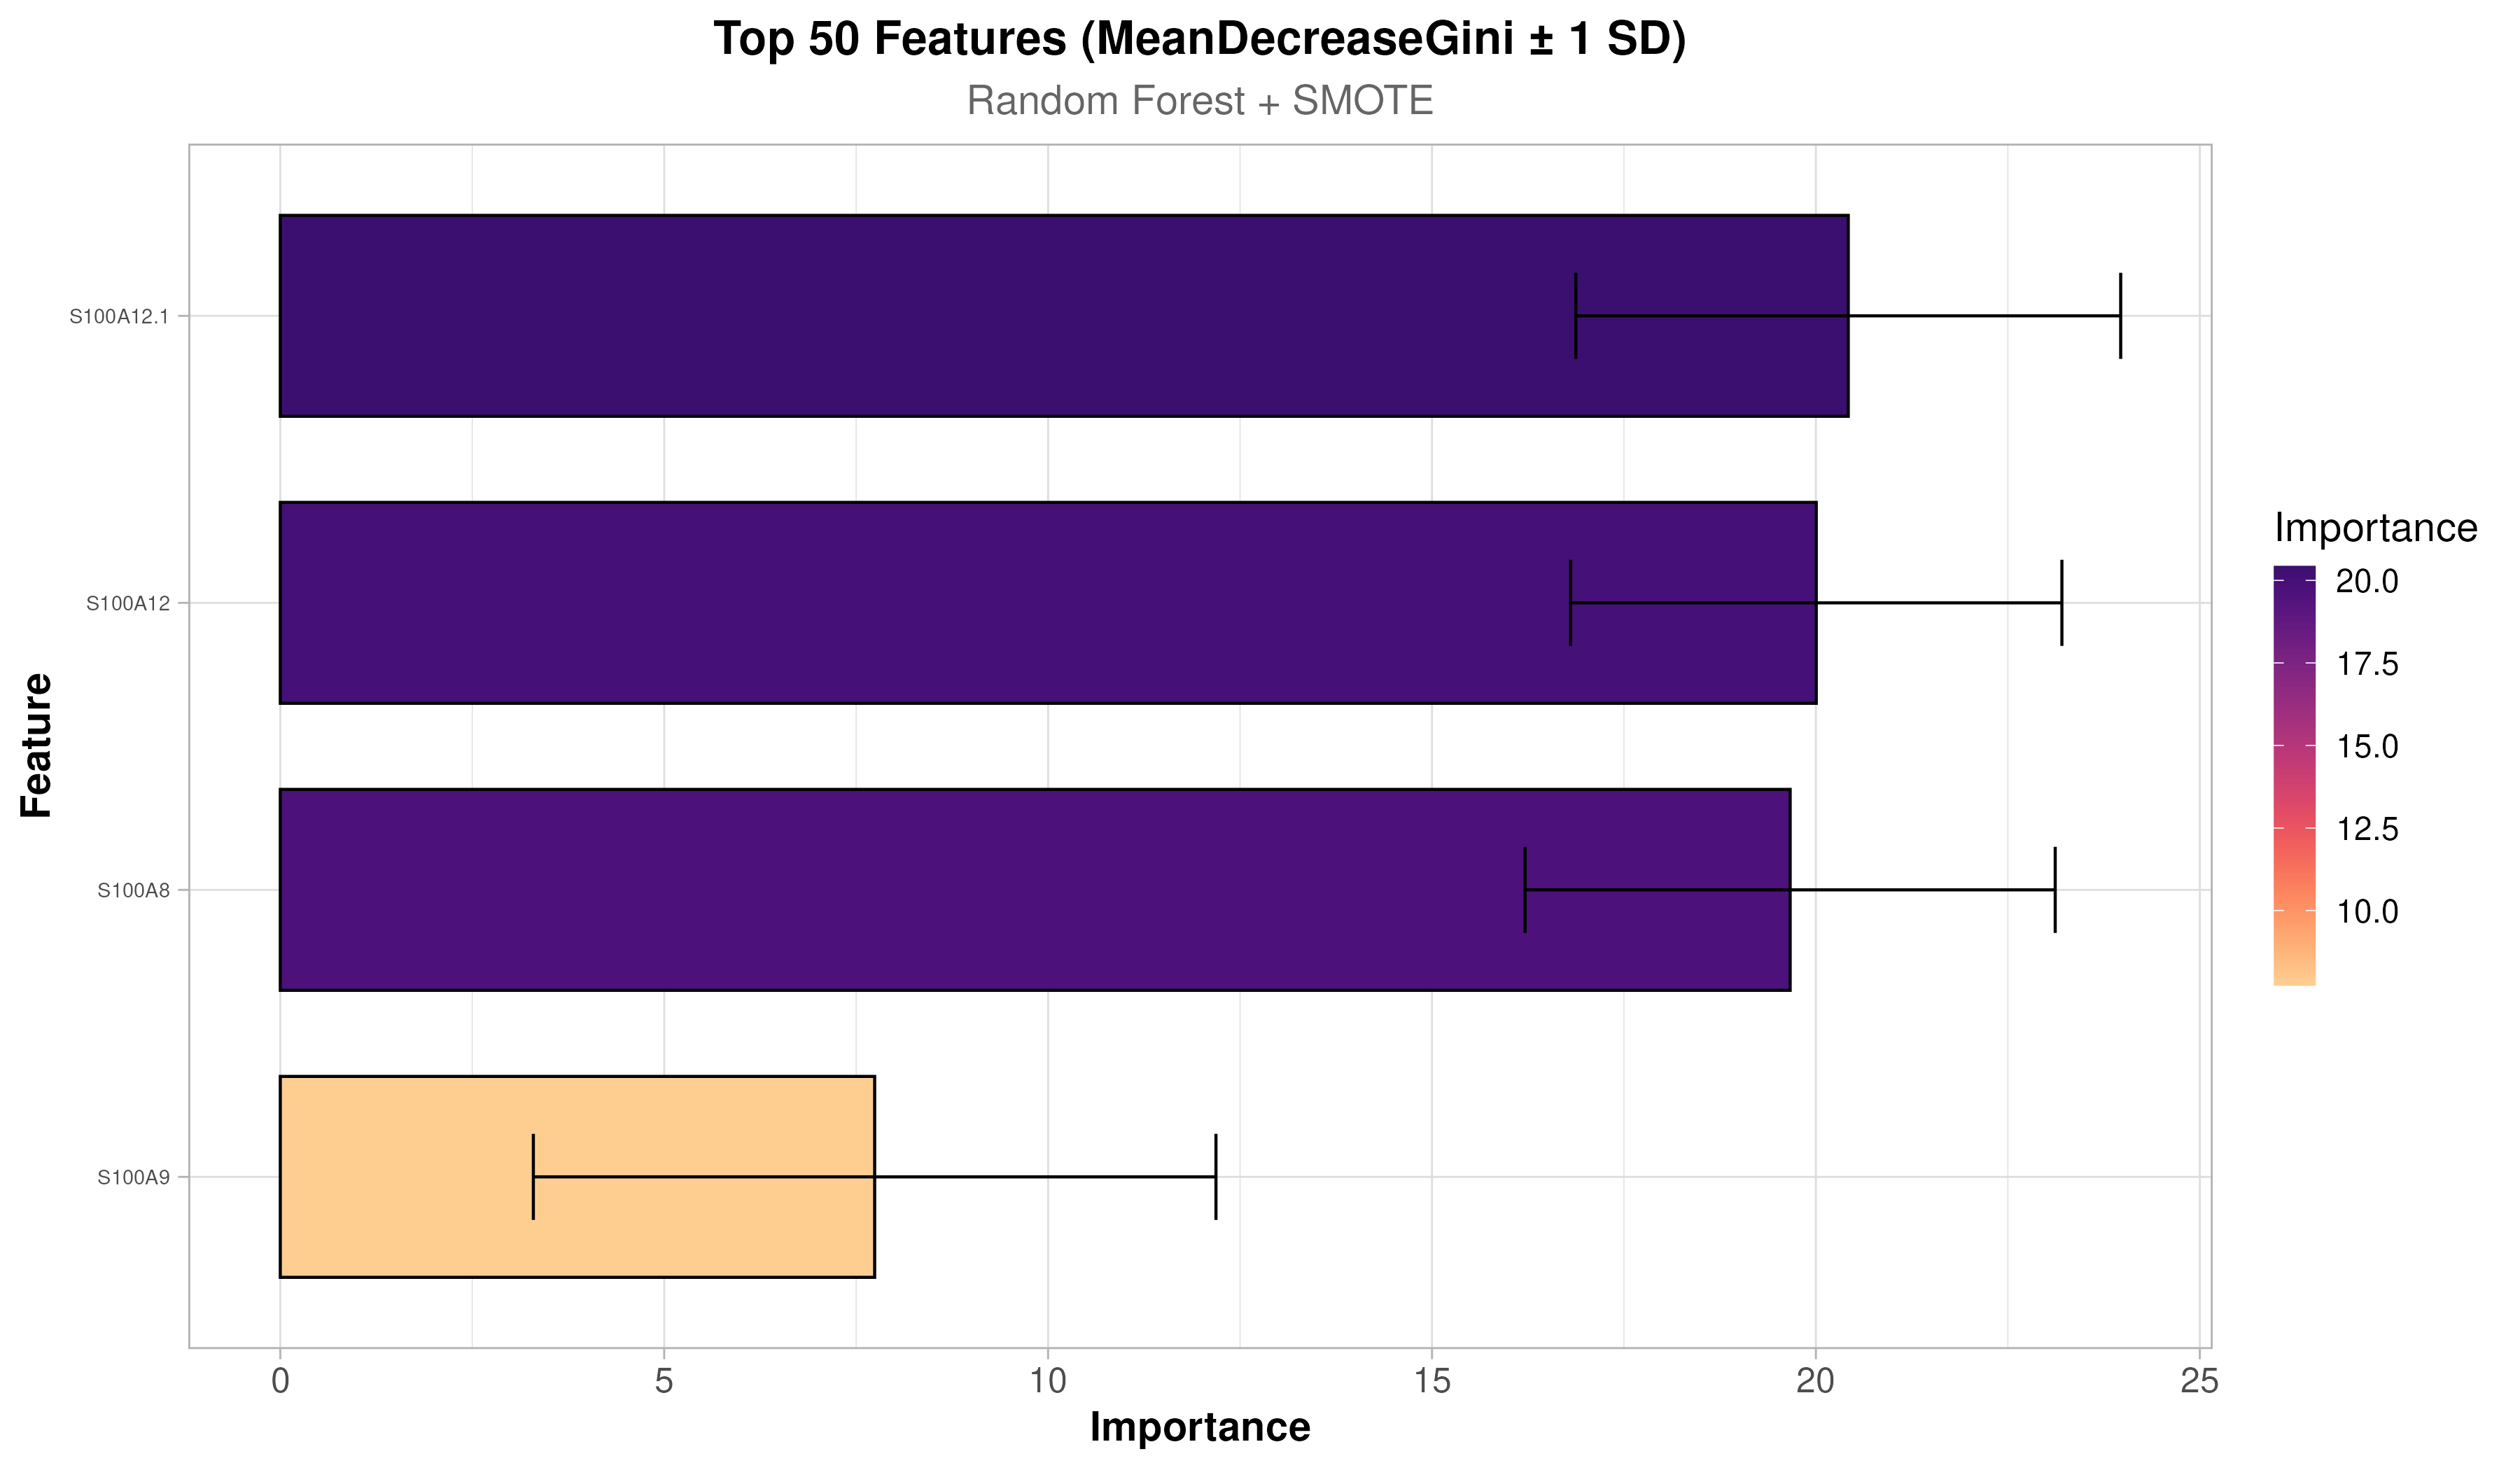 Top 50 Features (MeanDecreaseGini ± 1 SD)
Random Forest + SMOTE
Feature
S100A12.1
S100A12
S100A8
S100A9
0 5 10 15 20 25
Importance
Importance
20.0
17.5
15.0
12.5
10.0